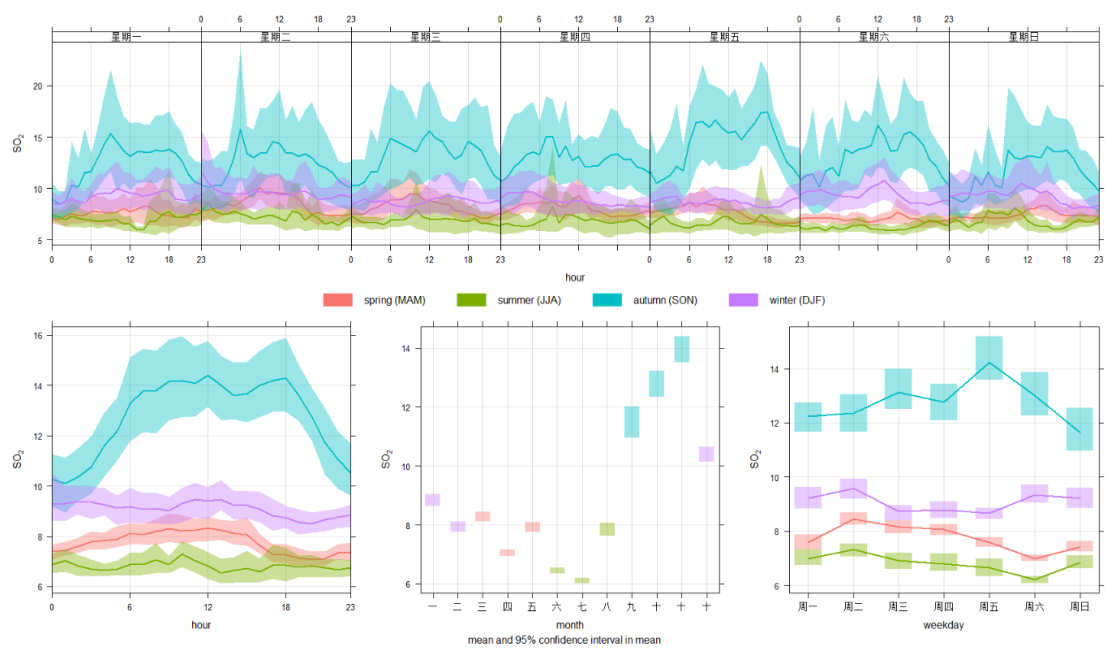 0 6 12 18 23 0 6 12 18 23 0 6 12 18 23
星期一 星期二 星期三 星期四 星期五 星期六 星期日
20
15
SO2
10
5
0 6 12 18 23 0 6 12 18 23 0 6 12 18 23 0 6 12 18 23
hour
spring (MAM) summer (JJA) autumn (SON) winter (DJF)
16
14
12
SO2
10
8
6
0 6 12 18 23
hour
14
12
SO2
10
8
6
一 二 三 四 五 六 七 八 九 十 十 十
month
mean and 95% confidence interval in mean
14
12
SO2
10
8
6
周一 周二 周三 周四 周五 周六 周日
weekday